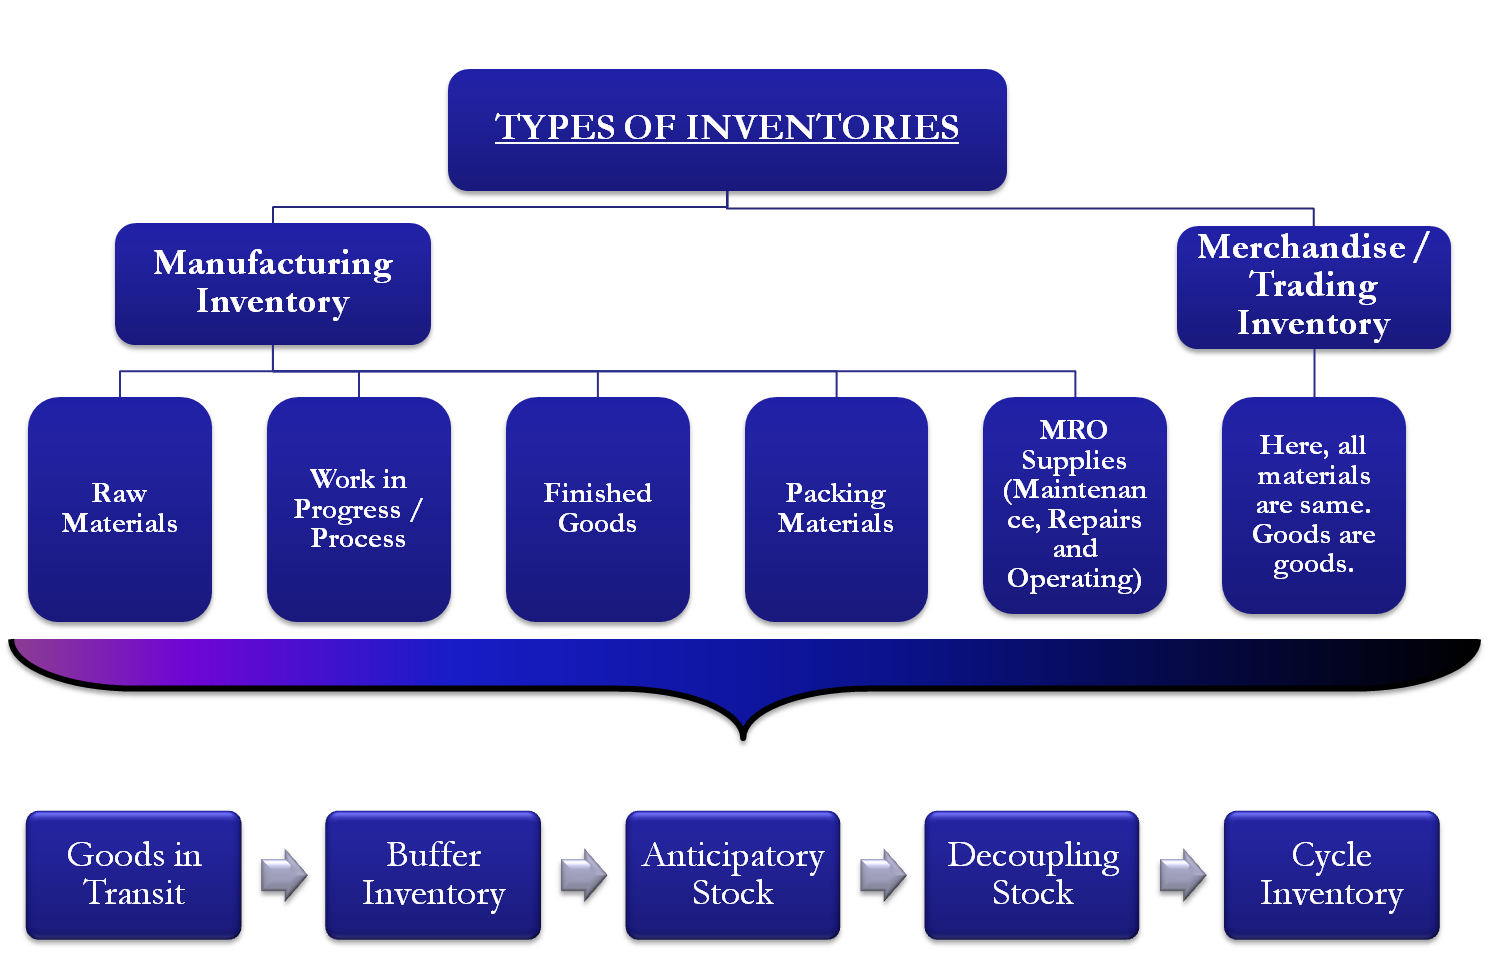 TYPES OF INVENTORIES
Manufacturing
Inventory
Merchandise /
Trading
Inventory
Raw
Materials
Work in
Progress /
Process
Finished
Goods
Packing
Materials
MRO
Supplies
(Maintenan
ce, Repairs
and
Operating)
Here, all
materials
are same.
Goods are
goods.
Goods in
Transit
Buffer
Inventory
Anticipatory
Stock
Decoupling
Stock
Cycle
Inventory